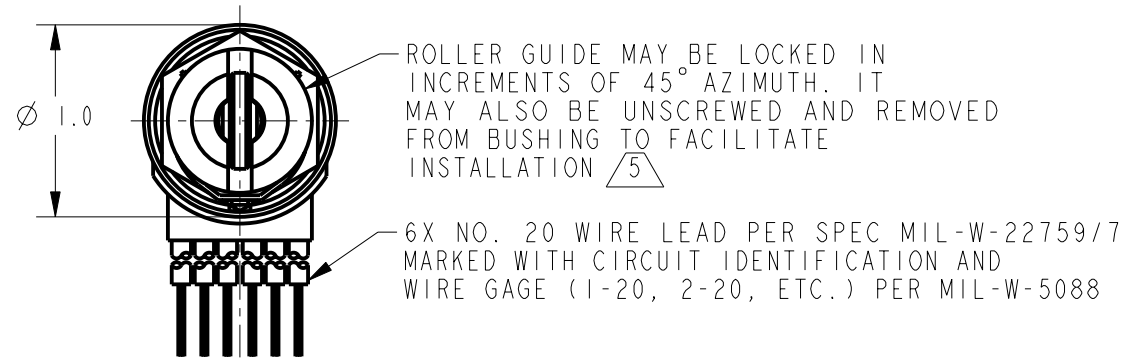 Ø 1.0
ROLLER GUIDE MAY BE LOCKED IN
INCREMENTS OF 45° AZIMUTH. IT
MAY ALSO BE UNSCREWED AND REMOVED
FROM BUSHING TO FACILITATE
INSTALLATION 5
6X NO. 20 WIRE LEAD PER SPEC MIL-W-22759/7
MARKED WITH CIRCUIT IDENTIFICATION AND
WIRE GAGE (1-20, 2-20, ETC.) PER MIL-W-5088